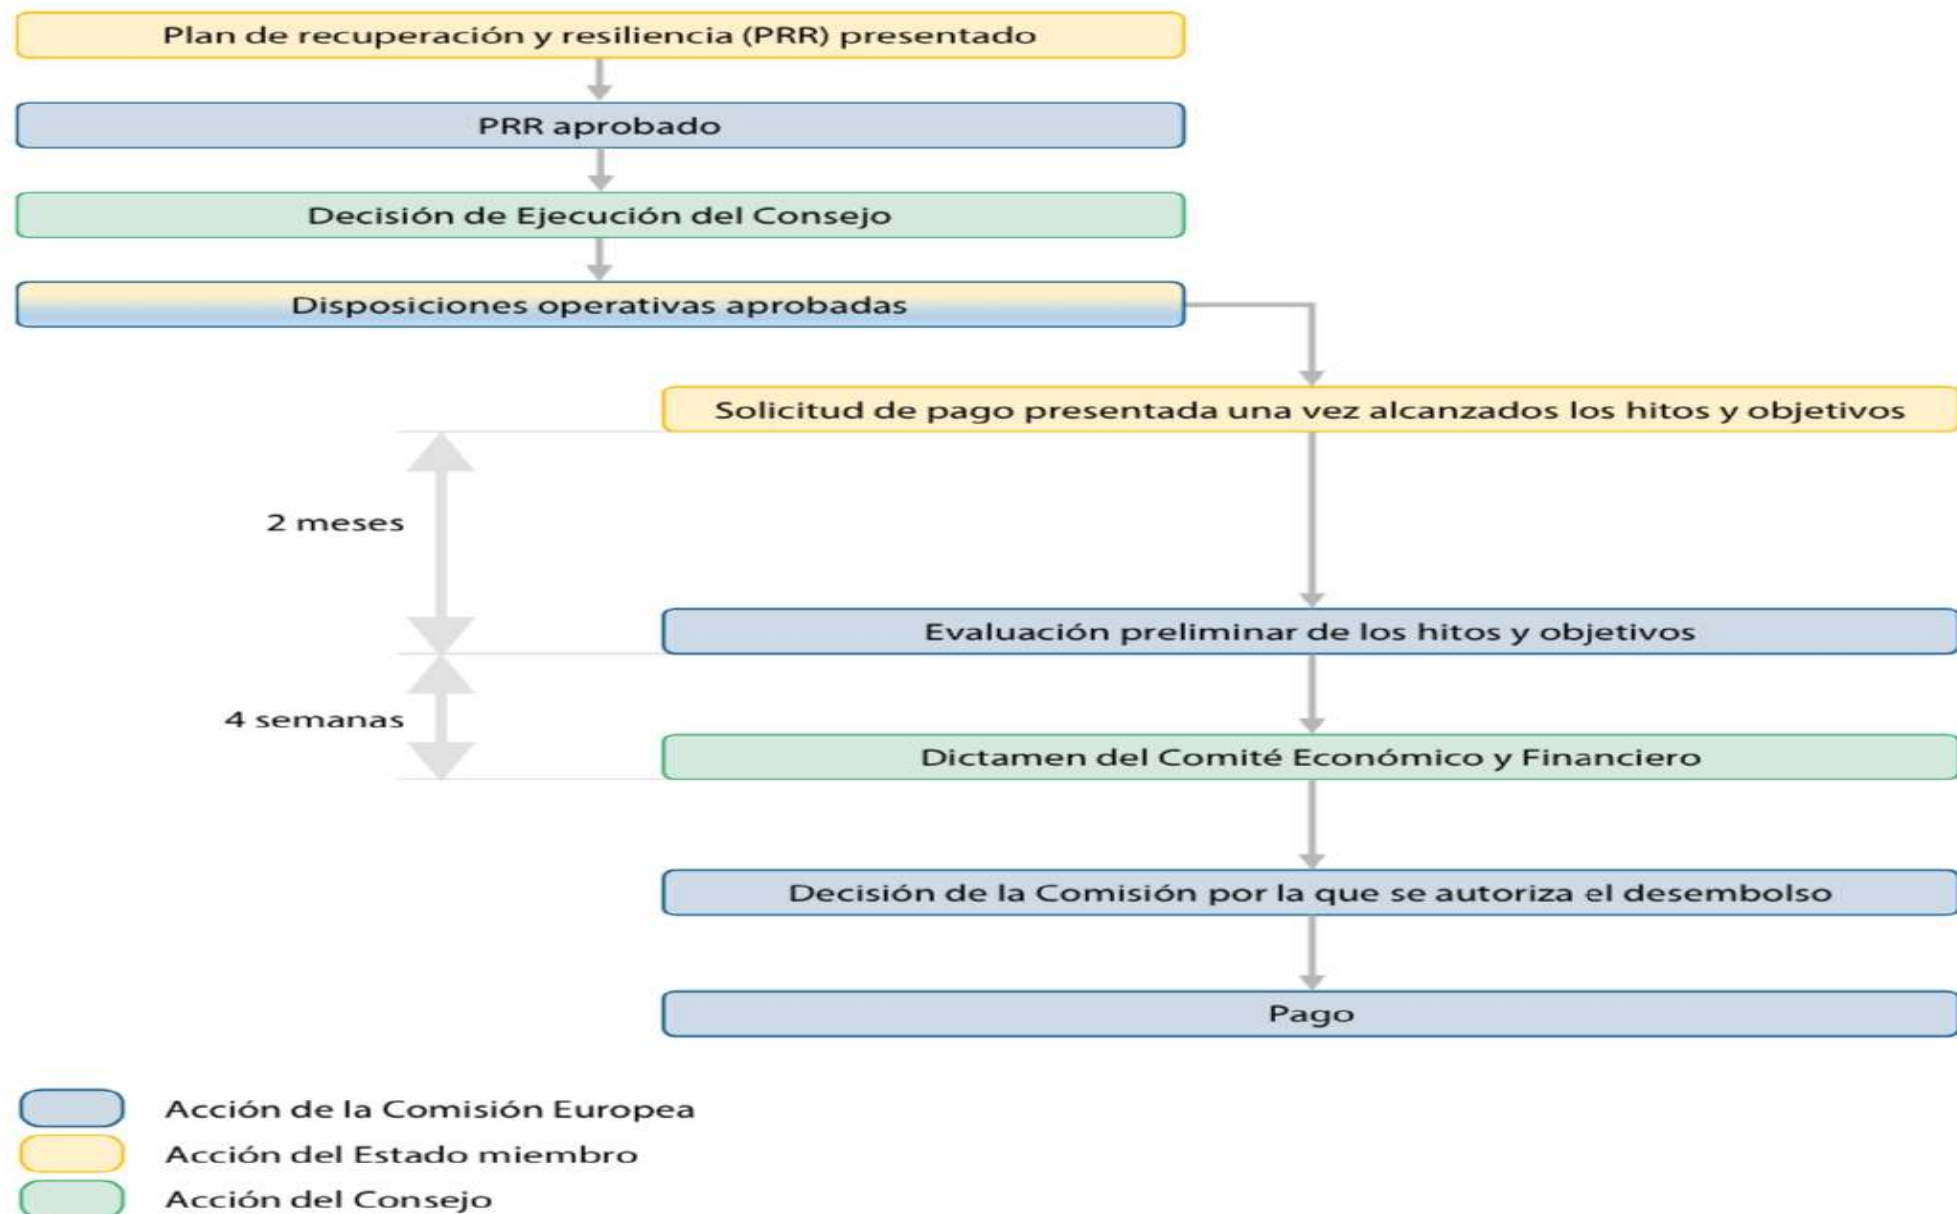 Plan de recuperación y resiliencia (PRR) presentado
PRR aprobado
Decisión de Ejecución del Consejo
Disposiciones operativas aprobadas
Solicitud de pago presentada una vez alcanzados los hitos y objetivos
2 meses
Evaluación preliminar de los hitos y objetivos
4 semanas
Dictamen del Comité Económico y Financiero
Decisión de la Comisión por la que se autoriza el desembolso
Pago
Acción de la Comisión Europea
Acción del Estado miembro
Acción del Consejo